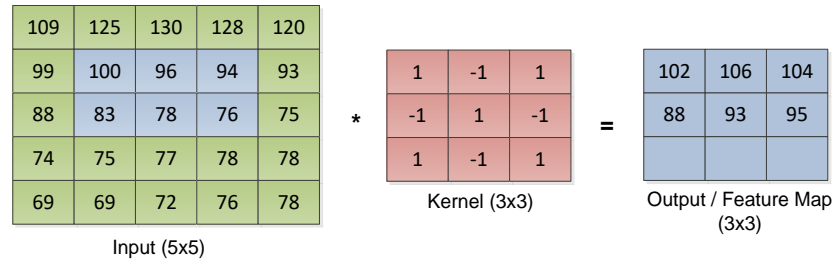 109 125 130 128 120
99 100 96 94 93
88 83 78 76 75
74 75 77 78 78
69 69 72 76 78
Input (5x5)
*
1 -1 1
-1 1 -1
1 -1 1
Kernel (3x3)
=
102 106 104
88 93 95
Output / Feature Map
(3x3)